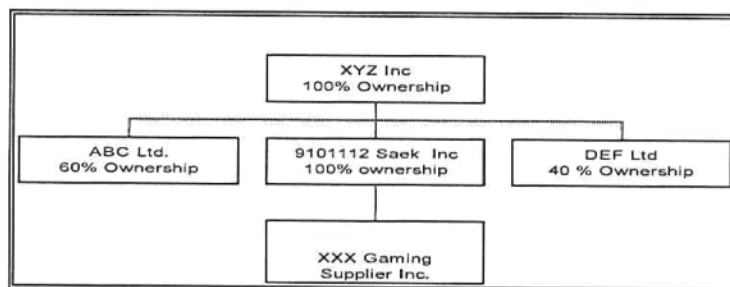 XYZ Inc
100% Ownership
ABC Ltd.
60% Ownership
9101112 Saek Inc
100% ownership
DEF Ltd
40 % Ownership
XXX Gaming
Supplier Inc.